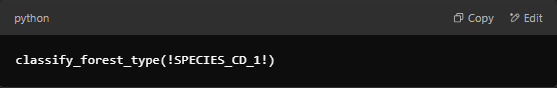 python
Copy
Edit
classify_forest_type(!SPECIES_CD_1!)